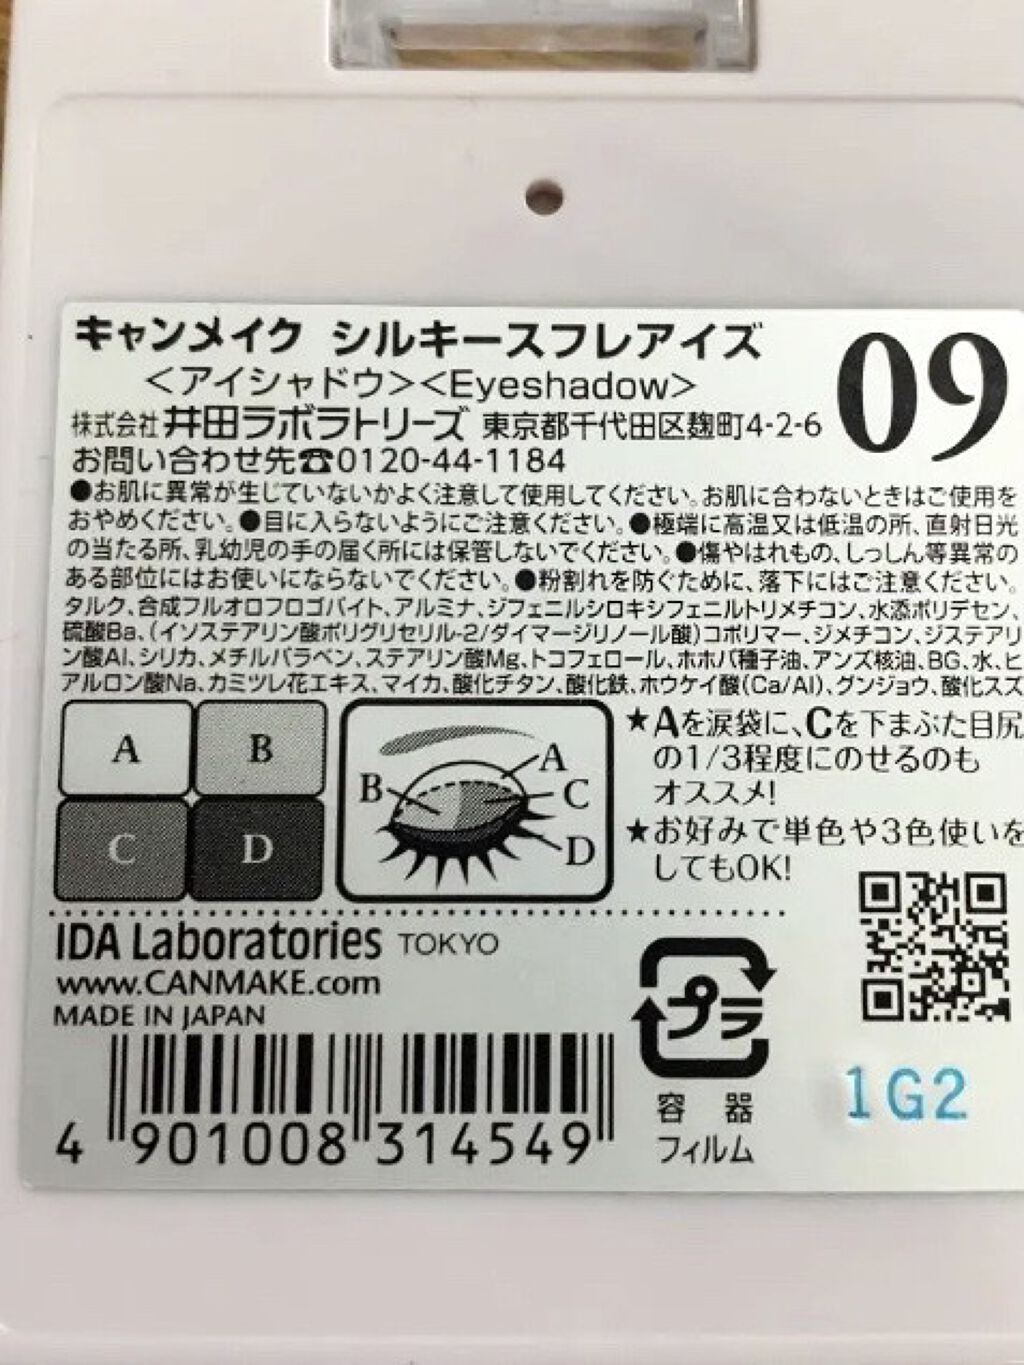 キャンメイク シルキースフレアイズ
<アイシャドウ><Eyeshadow>
09
株式会社 井田ラボラトリーズ 東京都千代田区麹町4-2-6
お問い合わせ先☎0120-44-1184
●お肌に異常が生じていないかよく注意して使用してください。お肌に合わないときはご使用を
おやめください。●目に入らないようにご注意ください。●極端に高温又は低温の所、直射日光
の当たる所、乳幼児の手の届く所には保管しないでください。●傷やはれもの、しっしん等異常の
ある部位にはお使いにならないでください。●粉割れを防ぐために、落下にはご注意ください。
タルク、合成フルオロフロゴパイト、アルミナ、ジフェニルシロキシフェニルトリメチコン、水添ポリデセン、
硫酸Ba、(イソステアリン酸ポリグリセリル-2/ダイマージリノール酸)コポリマー、ジメチコン、ジステアリ
ン酸Al、シリカ、メチルパラベン、ステアリン酸Mg、トコフェロール、ホホバ種子油、アンズ核油、BG、水、ヒ
アルロン酸Na、カミツレ花エキス、マイカ、酸化チタン、酸化鉄、ホウケイ酸(Ca/Al)、グンジョウ、酸化スズ
A B
C D
A
B
C
D
★Aを涙袋に、Cを下まぶた目尻
の1/3程度にのせるのも
オススメ!
★お好みで単色や3色使いを
してもOK!
IDA Laboratories TOKYO
www.CANMAKE.com
MADE IN JAPAN
4 901008 314549
プラ
容 器
フィルム
1G2